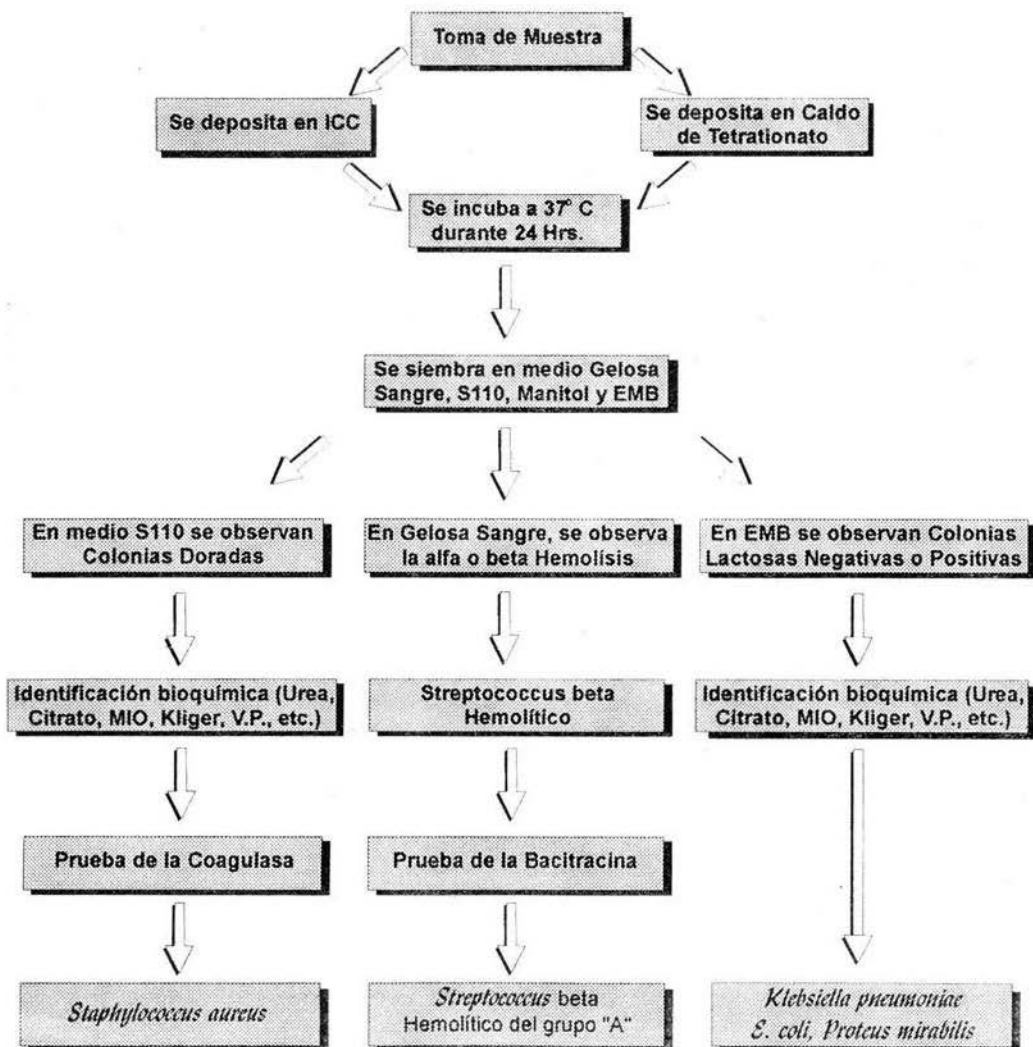 Toma de Muestra
Se deposita en ICC
Se deposita en Caldo
de Tetrationato
Se incuba a 37° C
durante 24 Hrs.
Se siembra en medio Gelosa
Sangre, S110, Manitol y EMB
En medio S110 se observan
Colonias Doradas
En Gelosa Sangre, se observa
la alfa o beta Hemolísis
En EMB se observan Colonias
Lactosas Negativas o Positivas
Identificación bioquímica (Urea,
Citrato, MIO, Kliger, V.P., etc.)
Streptococcus beta
Hemolítico
Identificación bioquímica (Urea,
Citrato, MIO, Kliger, V.P., etc.)
Prueba de la Coagulasa
Prueba de la Bacitracina
Staphylococcus aureus
Streptococcus beta
Hemolítico del grupo "A"
Klebsiella pneumoniae
E. coli, Proteus mirabilis